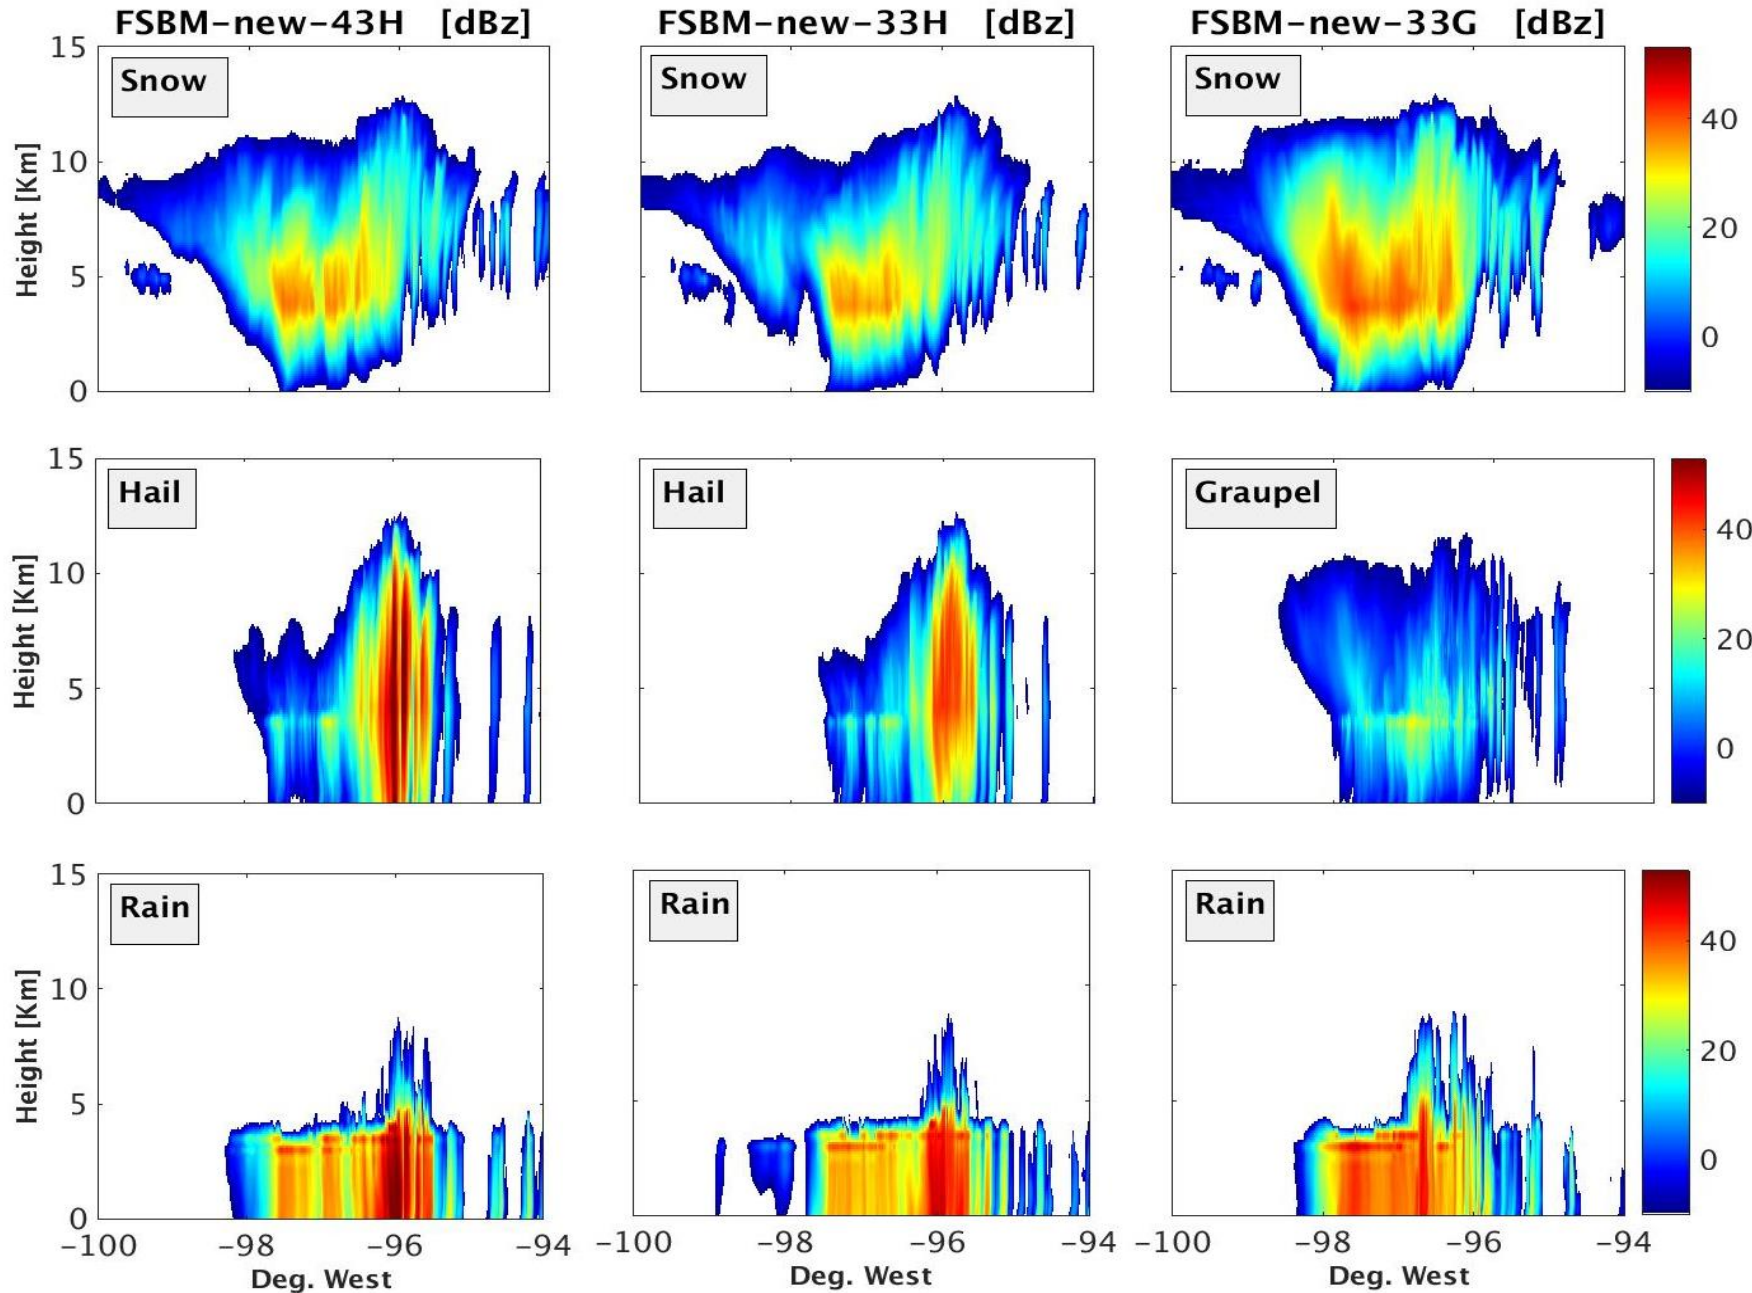 FSBM-new-43H [dBz]
FSBM-new-33H [dBz]
FSBM-new-33G [dBz]
15
Snow
Snow
Snow
40
10
20
Height [Km]
5
0
0
15
Hail
Hail
Graupel
40
10
20
Height [Km]
5
0
0
15
Rain
Rain
Rain
40
10
20
Height [Km]
5
0
0
-100 -98 -96 -94
-100 -98 -96 -94
-100 -98 -96 -94
Deg. West
Deg. West
Deg. West